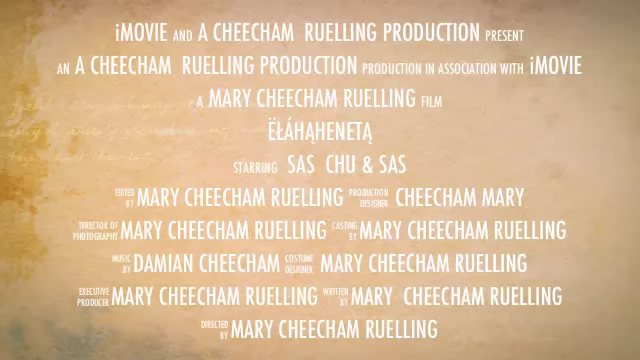 iMOVIE AND A CHEECHAM RUELLING PRODUCTION PRESENT
AN A CHEECHAM RUELLING PRODUCTION PRODUCTION IN ASSOCIATION WITH iMOVIE
A MARY CHEECHAM RUELLING FILM
ËŁÁHĄHENETĄ
STARRING SAS CHU & SAS
EDITED BY MARY CHEECHAM RUELLING PRODUCTION DESIGNER CHEECHAM MARY
DIRECTOR OF PHOTOGRAPHY MARY CHEECHAM RUELLING CASTING BY MARY CHEECHAM RUELLING
MUSIC BY DAMIAN CHEECHAM COSTUME DESIGNER MARY CHEECHAM RUELLING
EXECUTIVE PRODUCER MARY CHEECHAM RUELLING WRITTEN BY MARY CHEECHAM RUELLING
DIRECTED BY MARY CHEECHAM RUELLING